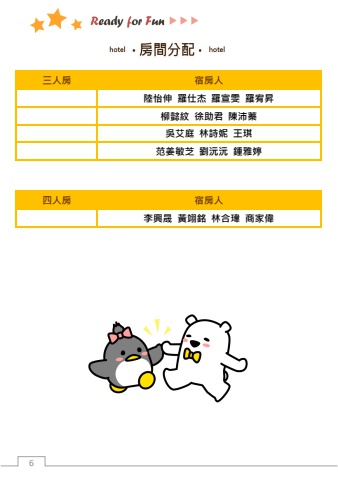 Ready for Fun
hotel ・房間分配・ hotel
三人房 宿房人
陸怡伸 羅仕杰 羅宣雯 羅宥昇
柳懿紋 徐助君 陳沛蓁
吳艾庭 林詩妮 王琪
范姜敏芝 劉沅沅 鍾雅婷
四人房 宿房人
李興晟 黃翊銘 林合瑋 商家偉
6